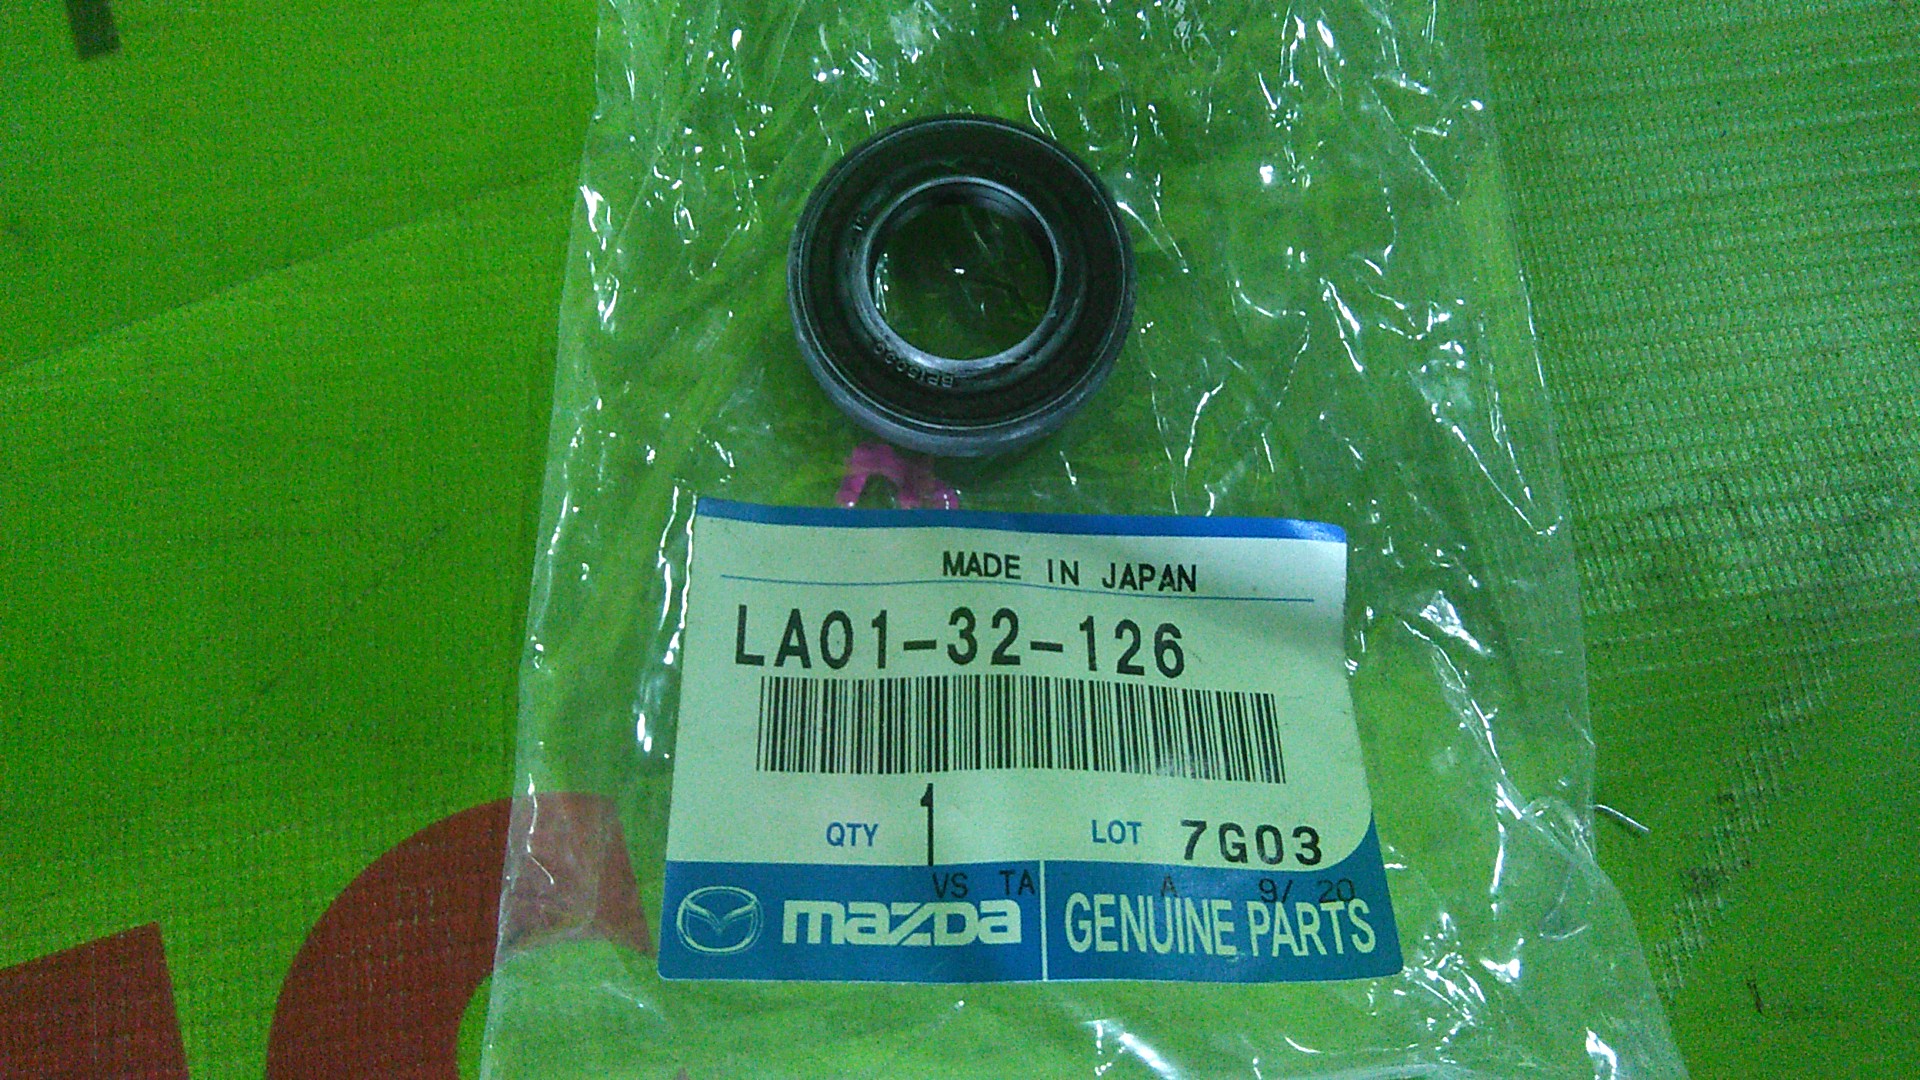 MADE IN JAPAN
LA01-32-126
QTY 1 LOT 7G03
VS TA A 9/ 20
mazda GENUINE PARTS